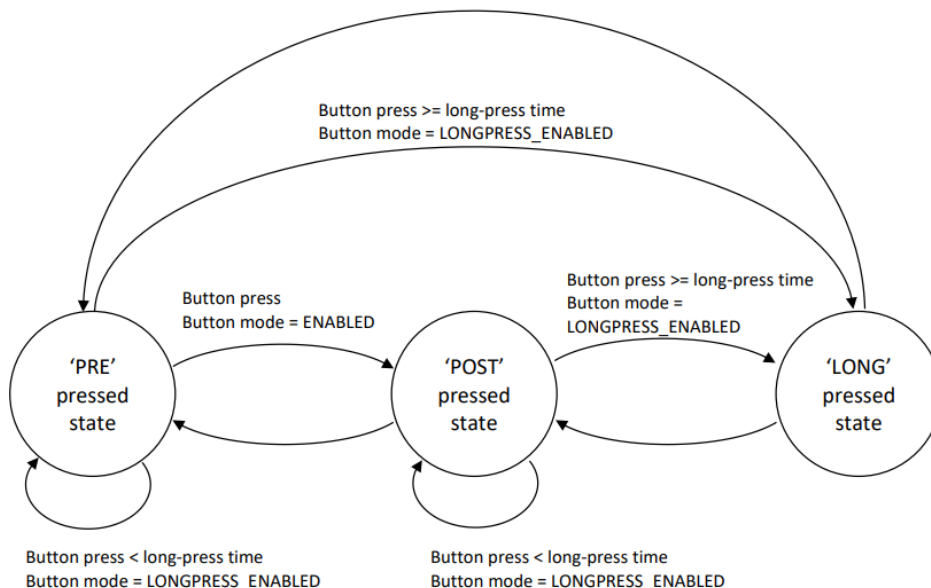 Button press >= long-press time
Button mode = LONGPRESS_ENABLED
Button press >= long-press time
Button mode =
LONGPRESS_ENABLED
Button press
Button mode = ENABLED
‘PRE’
pressed
state
‘POST’
pressed
state
‘LONG’
pressed
state
Button press < long-press time
Button mode = LONGPRESS_ENABLED
Button press < long-press time
Button mode = LONGPRESS_ENABLED